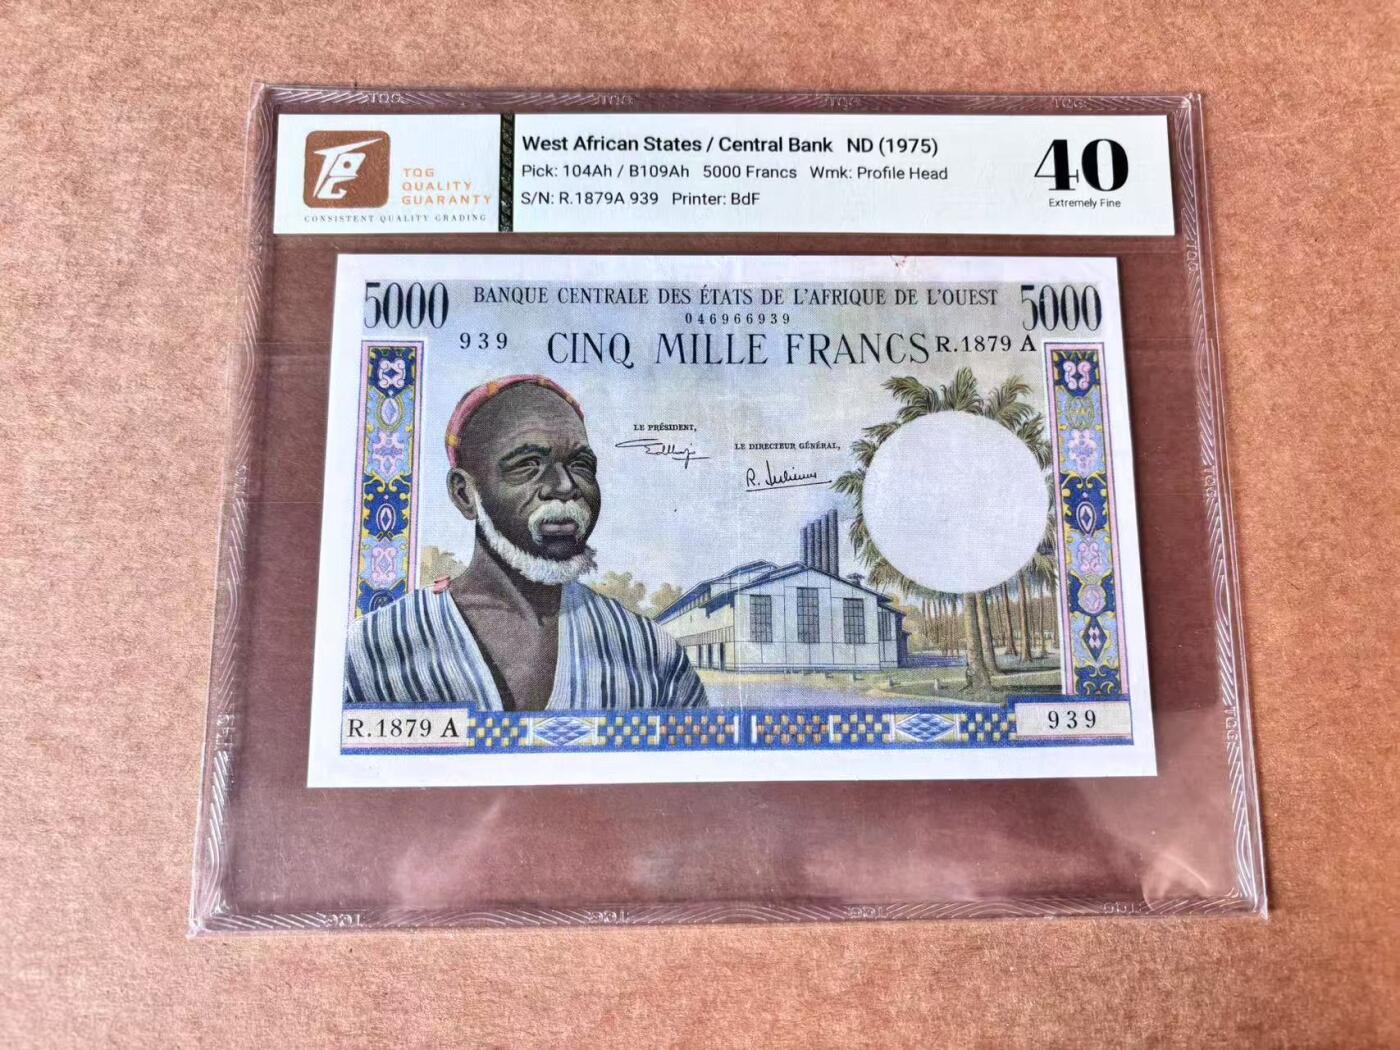 TQG
QUALITY
GUARANTY
CONSISTENT QUALITY GRADING
West African States / Central Bank ND (1975)
Pick: 104Ah / B109Ah 5000 Francs Wmk: Profile Head
S/N: R.1879A 939 Printer: BdF
40
Extremely Fine
5000 BANQUE CENTRALE DES ÉTATS DE L'AFRIQUE DE L'OUEST 5000
046966939
939 CINQ MILLE FRANCS R.1879 A
LE PRÉSIDENT,
LE DIRECTEUR GÉNÉRAL,
R.1879 A 939